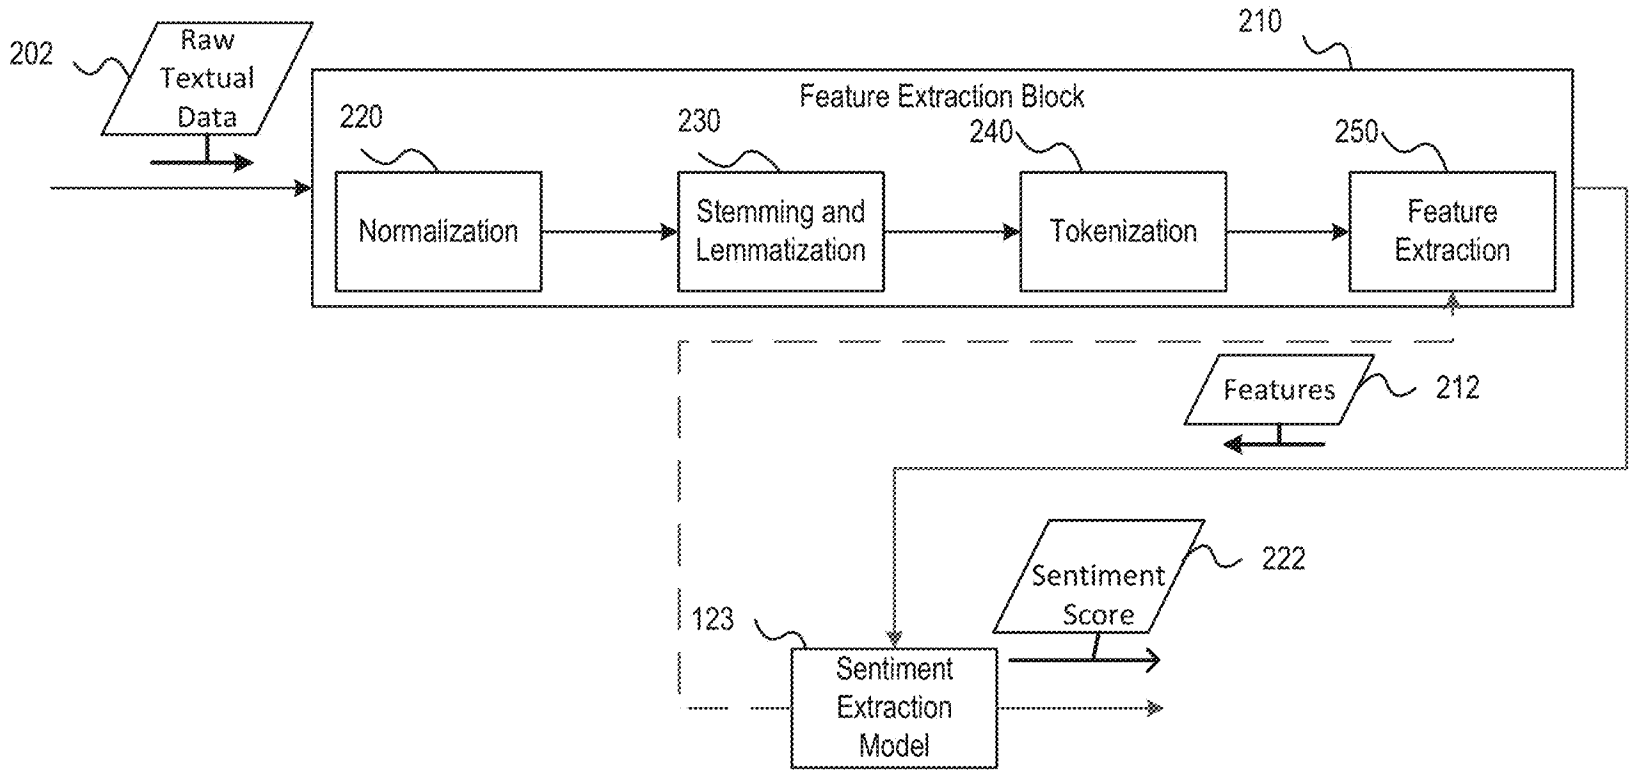 202
Raw
Textual
Data
210
Feature Extraction Block
220
230
240
250
Normalization
Stemming and
Lemmatization
Tokenization
Feature
Extraction
Features
212
Sentiment
Score
222
123
Sentiment
Extraction
Model